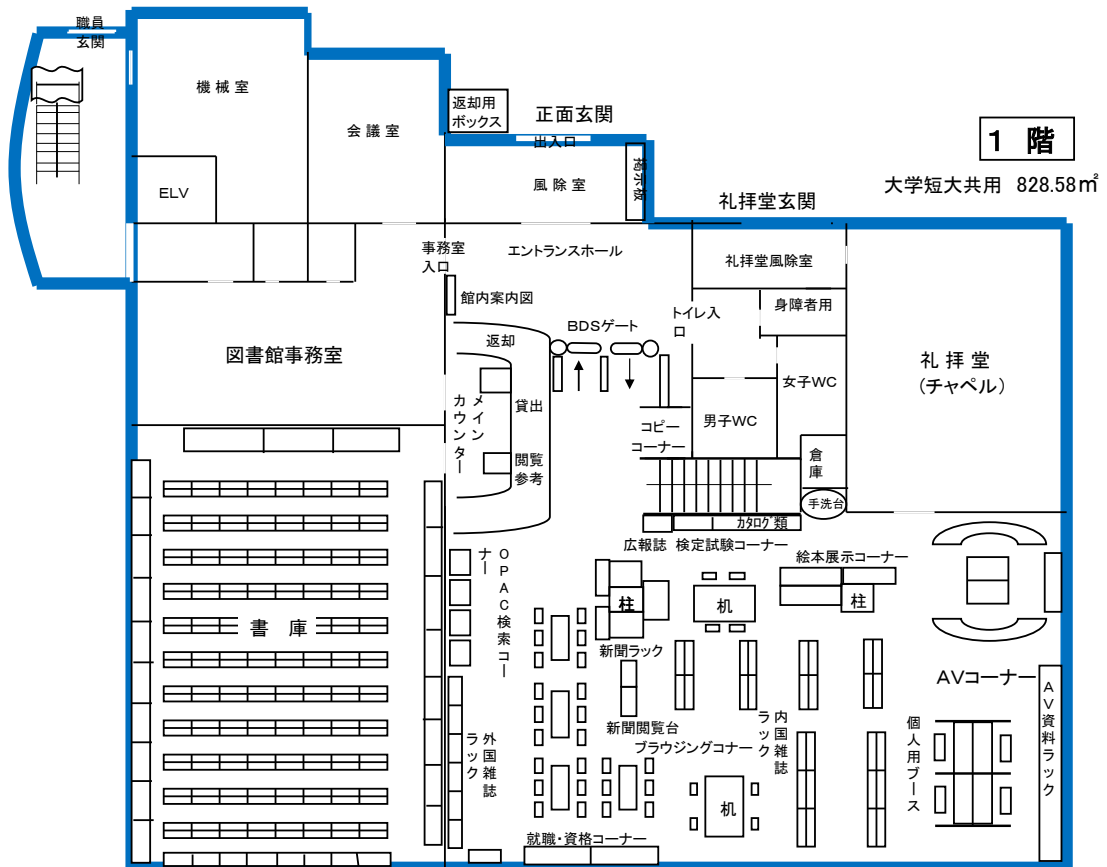 職員
玄関
機械室
会議室
返却用
ボックス
正面玄関
出入口
風除室
掲示板
1 階
大学短大共用 828.58㎡
ELV
礼拝堂玄関
事務室
入口
エントランスホール
礼拝堂風除室
館内案内図
トイレ入
口
身障者用
BDSゲート
返却
図書館事務室
礼拝堂
(チャペル)
女子WC
メイン
カウンター
貸出
男子WC
コピー
コーナー
閲覧
参考
倉
庫
手洗台
カタログ類
広報誌 検定試験コーナー
絵本展示コーナー
OPAC検索コー
ナー
柱
机
柱
書庫
新聞ラック
AVコーナー
AV資料ラック
新聞閲覧台
ブラウジングコナー
内国雑誌
ラック
個人用ブース
外国雑誌
ラック
机
就職・資格コーナー